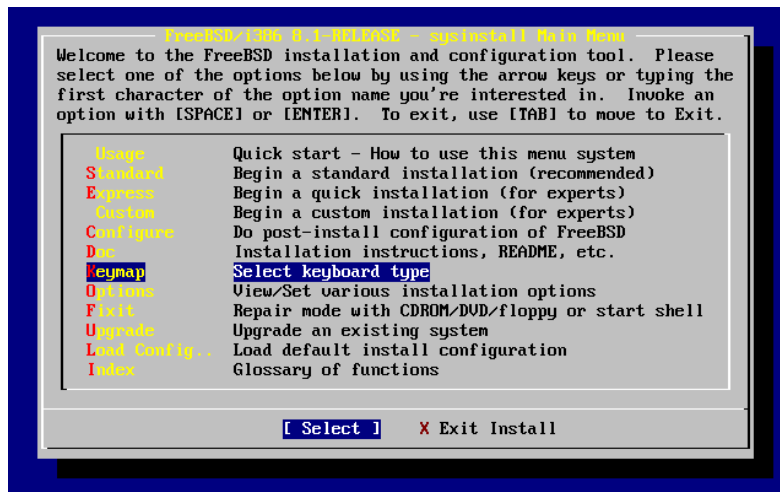 FreeBSD/i386 8.1-RELEASE - sysinstall Main Menu
Welcome to the FreeBSD installation and configuration tool.  Please
select one of the options below by using the arrow keys or typing the
first character of the option name you're interested in.  Invoke an
option with [SPACE] or [ENTER].  To exit, use [TAB] to move to Exit.
Usage Quick start - How to use this menu system
Standard Begin a standard installation (recommended)
Express Begin a quick installation (for experts)
Custom Begin a custom installation (for experts)
Configure Do post-install configuration of FreeBSD
Doc Installation instructions, README, etc.
Keymap Select keyboard type
Options View/Set various installation options
Fixit Repair mode with CDROM/DVD/floppy or start shell
Upgrade Upgrade an existing system
Load Config.. Load default install configuration
Index Glossary of functions
[ Select ] X Exit Install